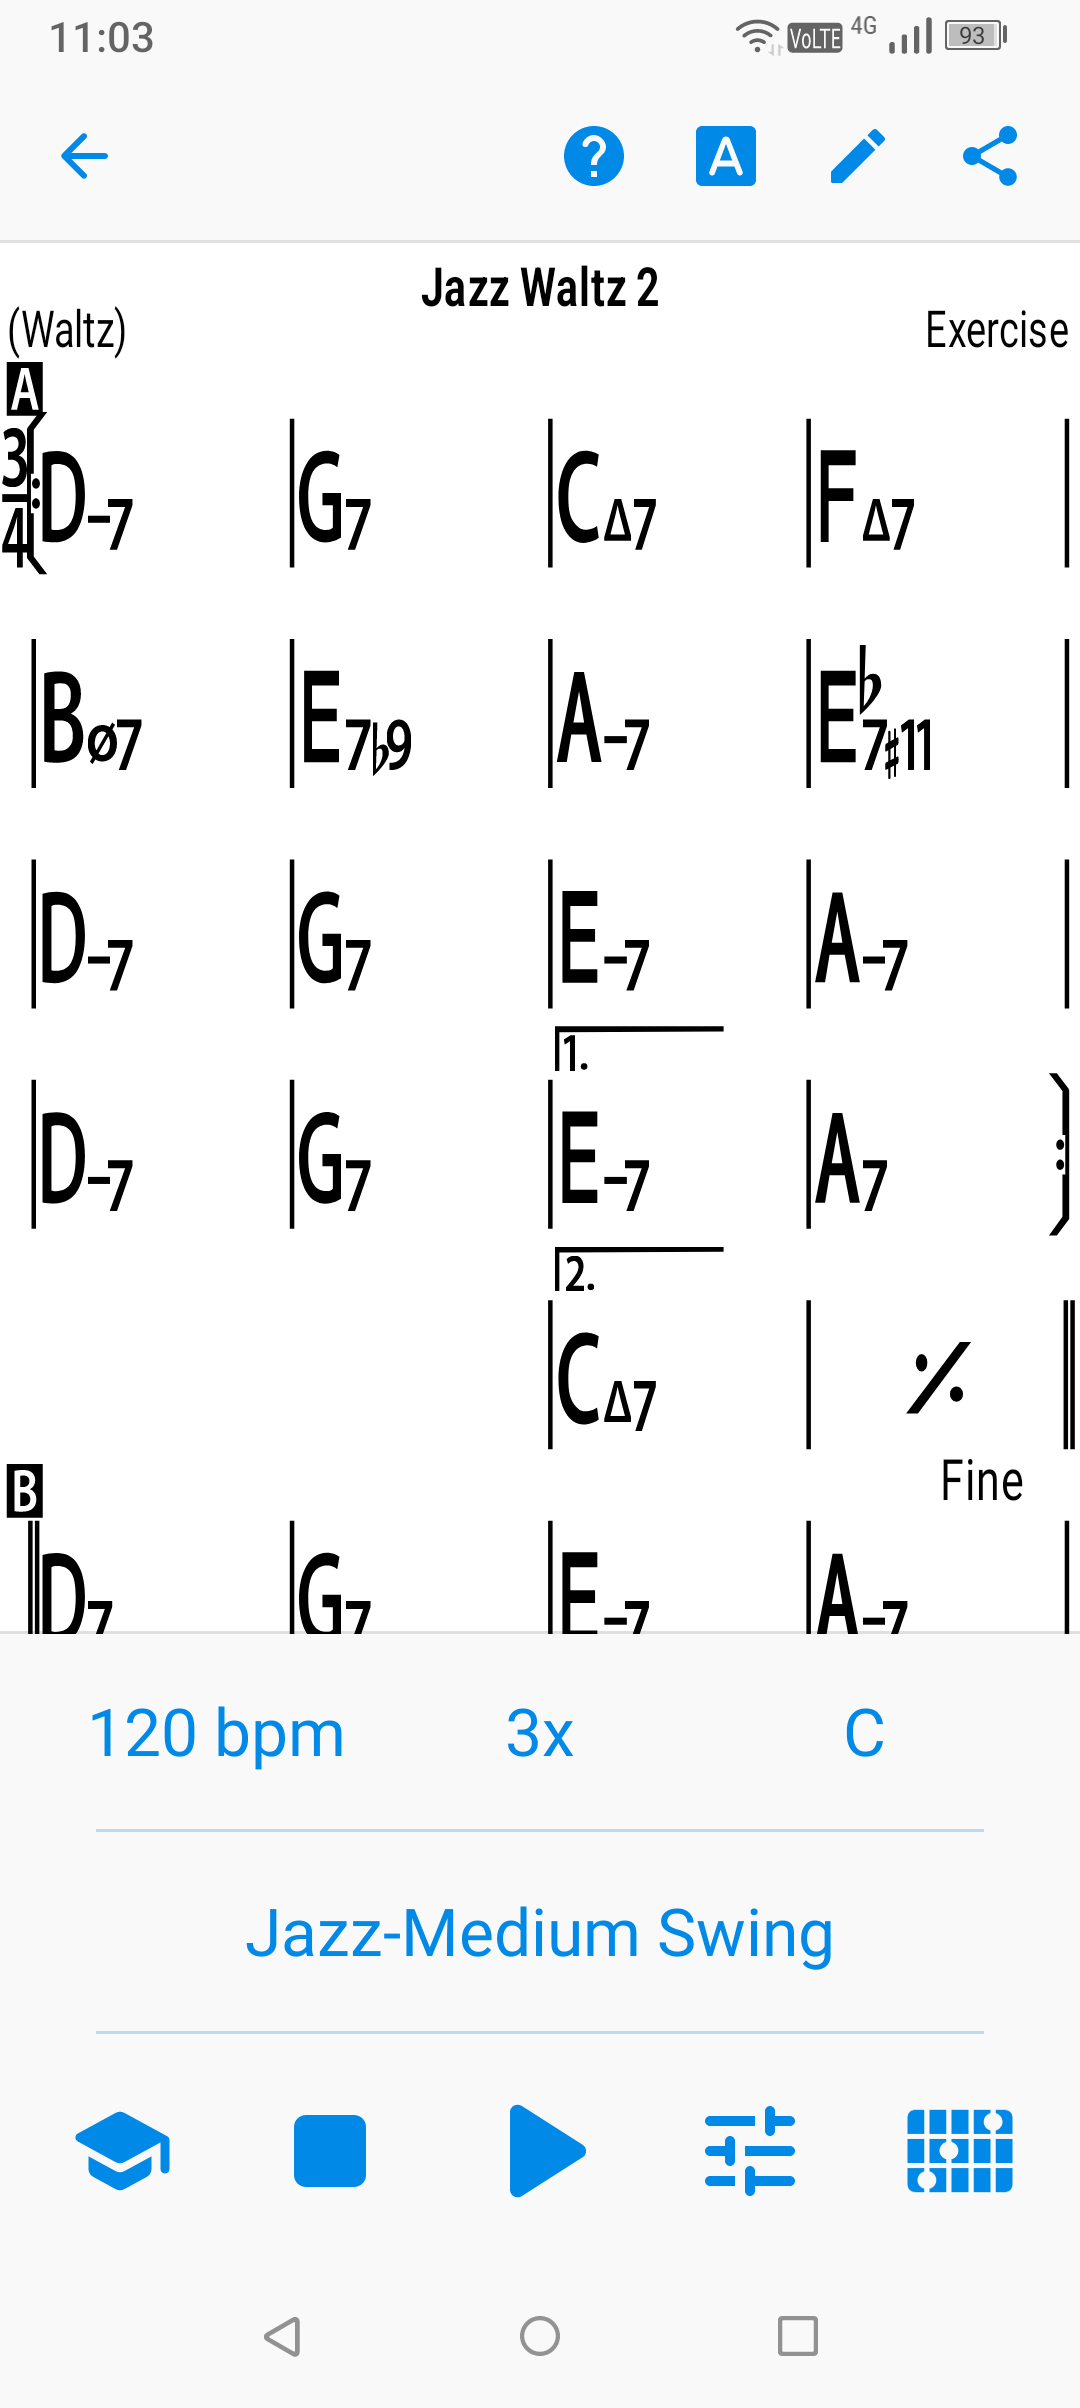 11:03 VoLTE 4G 93
A
Jazz Waltz 2
(Waltz) Exercise
A
3/4 D–7 G7 CΔ7 FΔ7
Bø7 E7♭9 A–7 E♭7♯11
D–7 G7 E–7 A–7
1.
D–7 G7 E–7 A7
2.
CΔ7
Fine
B
D7 G7 E–7 A–7
120 bpm 3x C
Jazz-Medium Swing